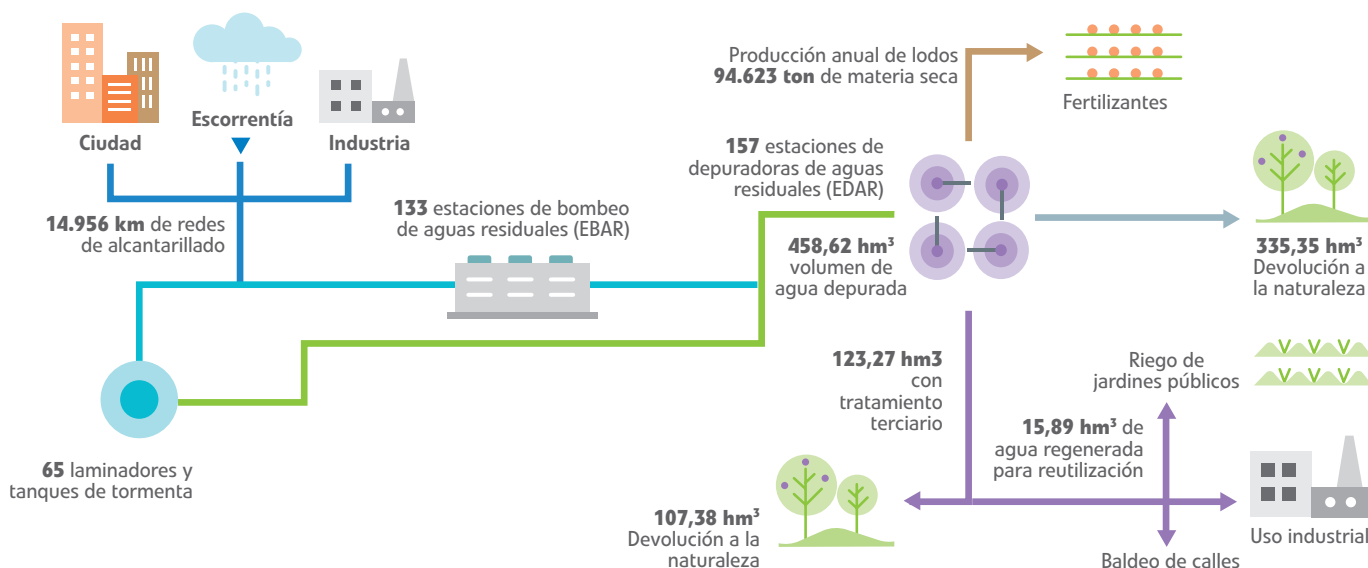 Ciudad
Escorrentía
Industria
14.956 km de redes
de alcantarillado
133 estaciones de bombeo
de aguas residuales (EBAR)
65 laminadores y
tanques de tormenta
Producción anual de lodos
94.623 ton de materia seca
Fertilizantes
157 estaciones de
depuradoras de aguas
residuales (EDAR)
458,62 hm³
volumen de
agua depurada
335,35 hm³
Devolución a
la naturaleza
123,27 hm3
con
tratamiento
terciario
Riego de
jardines públicos
15,89 hm³ de
agua regenerada
para reutilización
107,38 hm³
Devolución a la
naturaleza
Uso industrial
Baldeo de calles